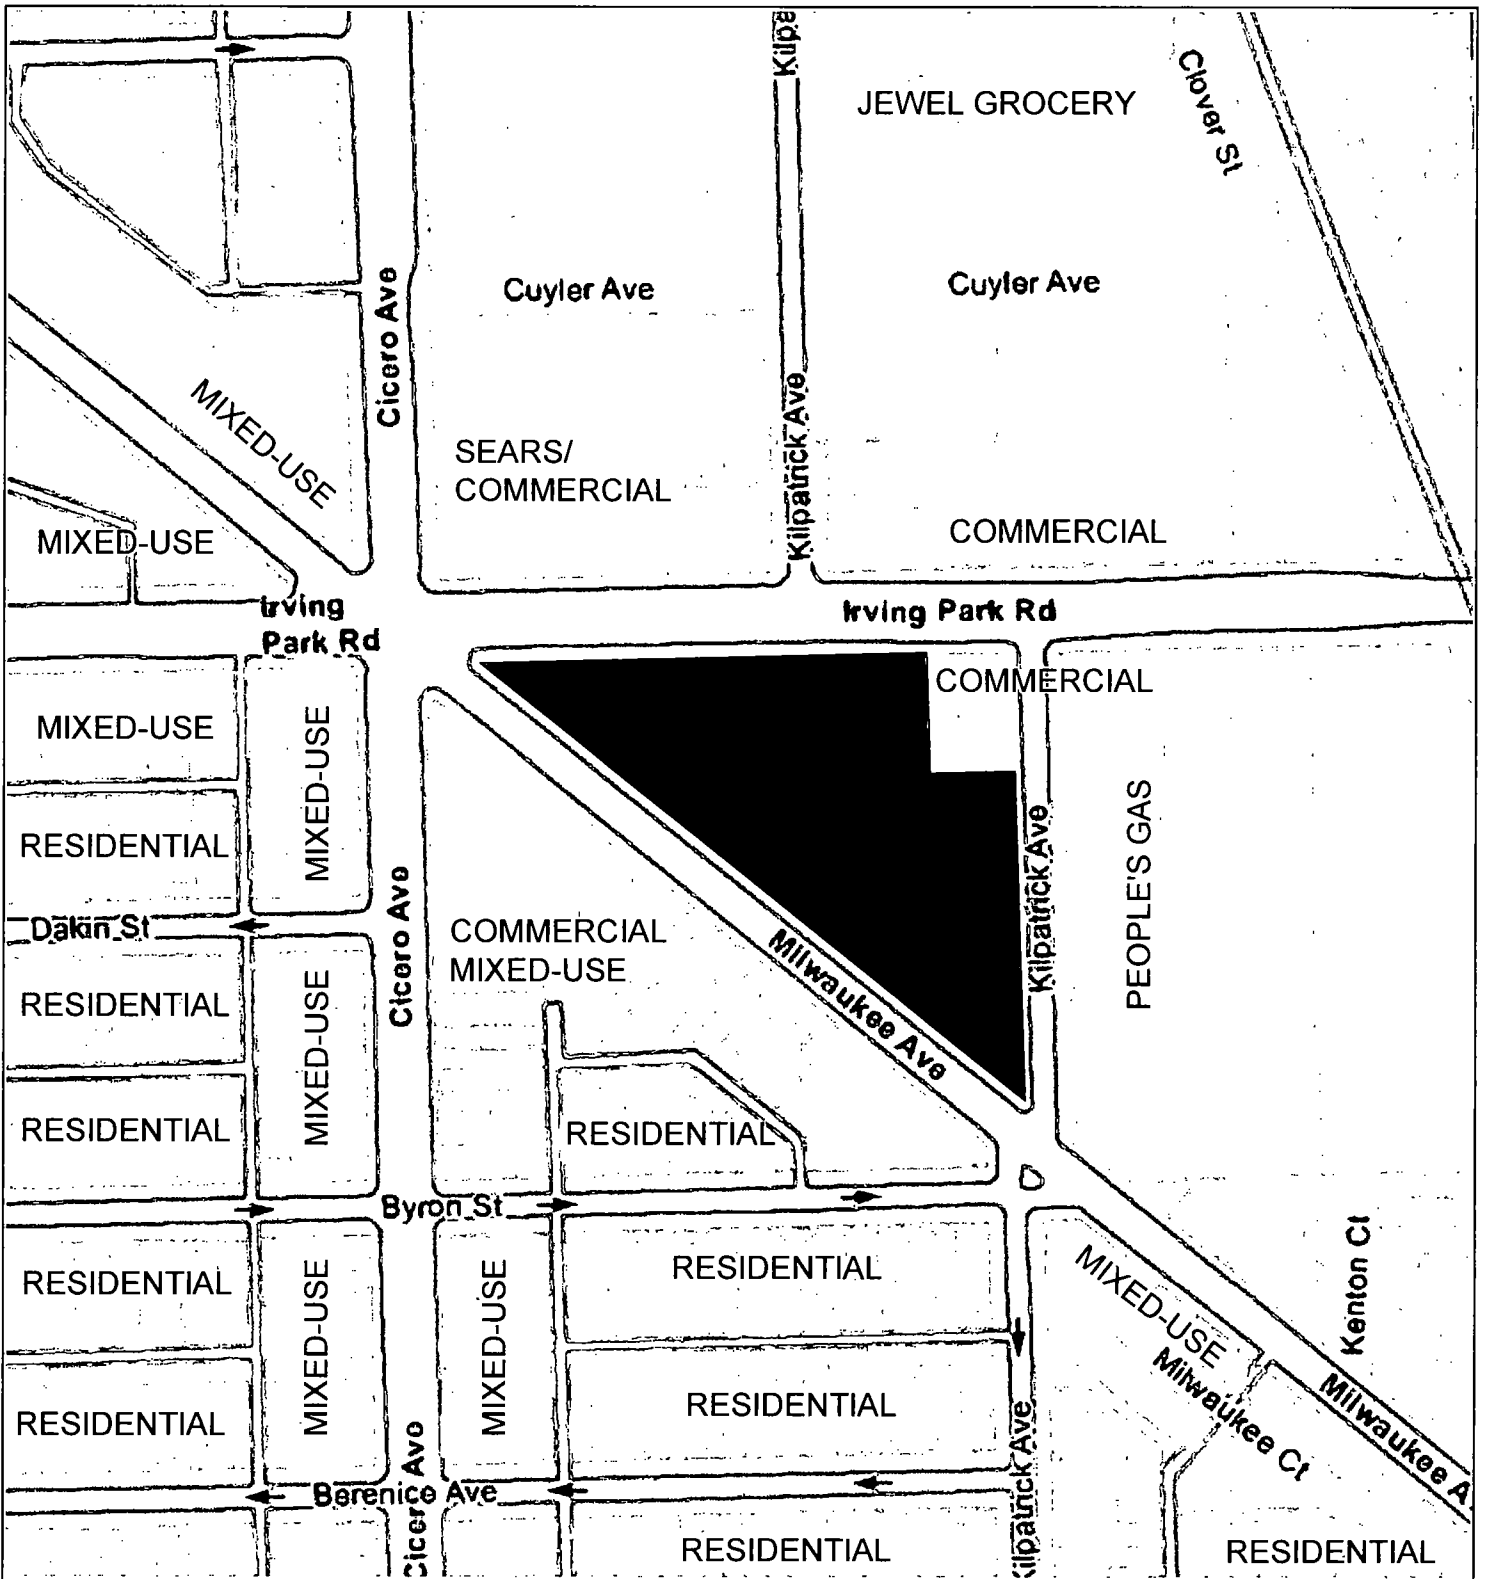 Kilpa
JEWEL GROCERY
Clover St
Cicero Ave
Cuyler Ave
Cuyler Ave
MIXED-USE
Kilpatrick Ave
SEARS/
COMMERCIAL
MIXED-USE
COMMERCIAL
Irving
Park Rd
Irving Park Rd
COMMERCIAL
MIXED-USE
MIXED-USE
PEOPLE'S GAS
Kilpatrick Ave
RESIDENTIAL
Cicero Ave
Dakin St
COMMERCIAL
MIXED-USE
Milwaukee Ave
RESIDENTIAL
MIXED-USE
RESIDENTIAL
RESIDENTIAL
Byron St
RESIDENTIAL
MIXED-USE
MIXED-USE
RESIDENTIAL
MIXED-USE
Kenton Ct
RESIDENTIAL
RESIDENTIAL
Milwaukee Ct
Milwaukee A
Cicero Ave
Kilpatrick Ave
Berenice Ave
RESIDENTIAL
RESIDENTIAL